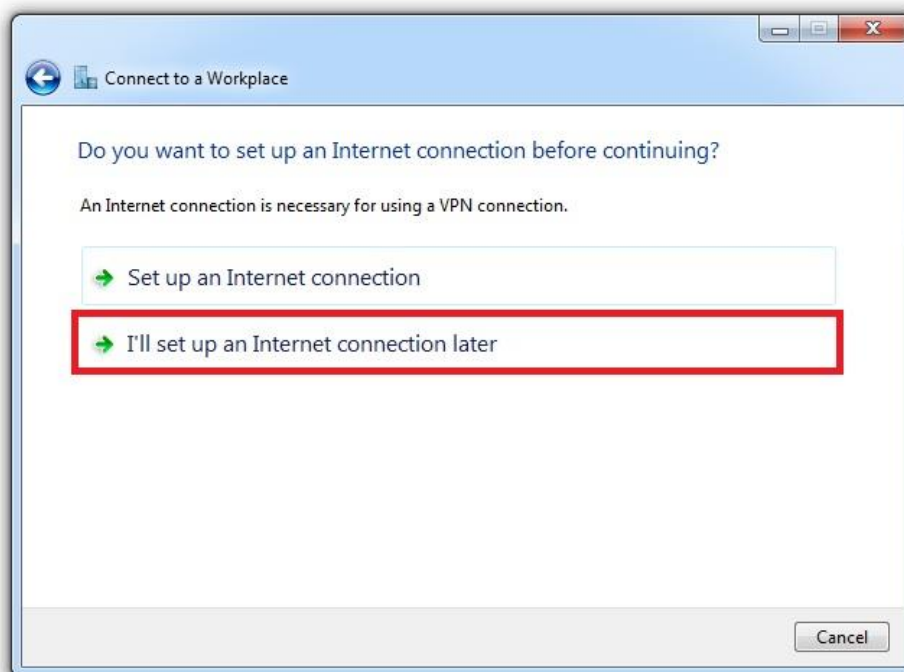 Connect to a Workplace
Do you want to set up an Internet connection before continuing?
An Internet connection is necessary for using a VPN connection.
Set up an Internet connection
I'll set up an Internet connection later
Cancel